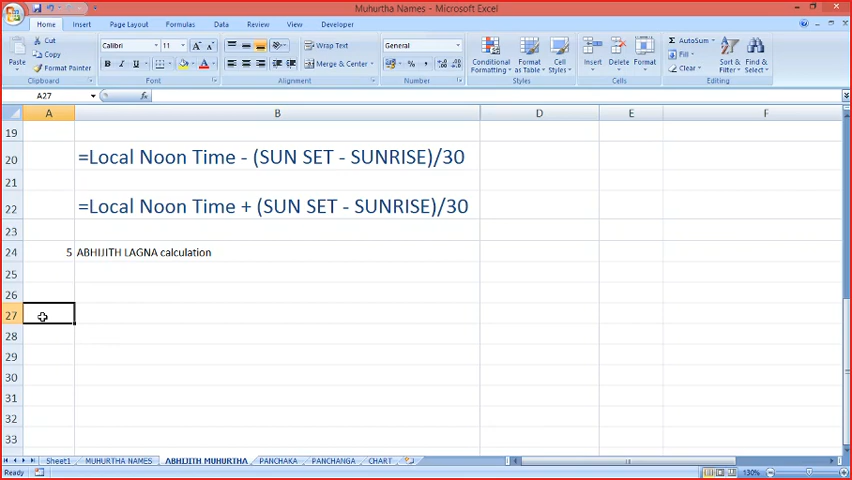 Muhurtha Names - Microsoft Excel
Home Insert Page Layout Formulas Data Review View Developer
Paste Cut Copy Format Painter Clipboard
Calibri 11 Font
Wrap Text Merge & Center Alignment
General Number
Conditional Formatting Format as Table Cell Styles Styles
Insert Delete Format Cells
AutoSum Fill Clear Sort & Filter Find & Select Editing
A27 fx
A B D E F
19
20 =Local Noon Time - (SUN SET - SUNRISE)/30
21
22 =Local Noon Time + (SUN SET - SUNRISE)/30
23
24 5 ABHIJITH LAGNA calculation
25
26
27
28
29
30
31
32
33
Sheet1 MUHURTHA NAMES ABHIJITH MUHURTHA PANCHAKA PANCHANGA CHART
Ready 130%